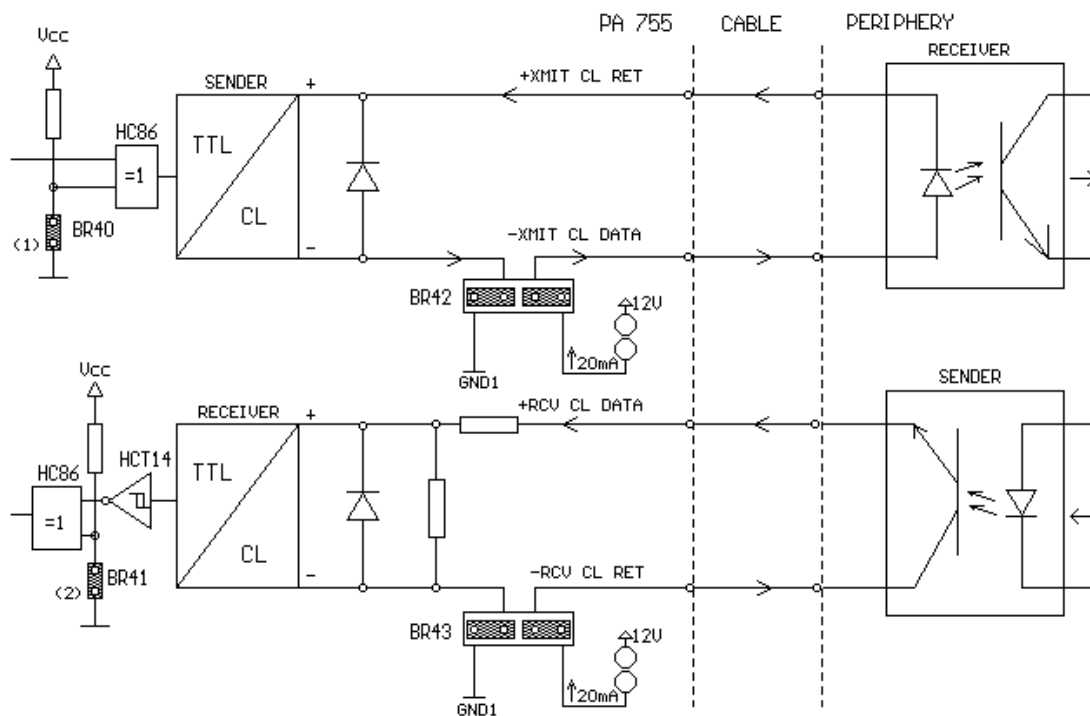 PA 755
CABLE
PERIPHERY
RECEIVER
Vcc
+XMIT CL RET
SENDER
+
HC86
TTL
=1
CL
BR40
(1)
-
-XMIT CL DATA
BR42
12V
20mA
GND1
SENDER
Vcc
+RCV CL DATA
RECEIVER
+
HCT14
HC86
TTL
=1
CL
BR41
(2)
-
-RCV CL RET
BR43
12V
20mA
GND1